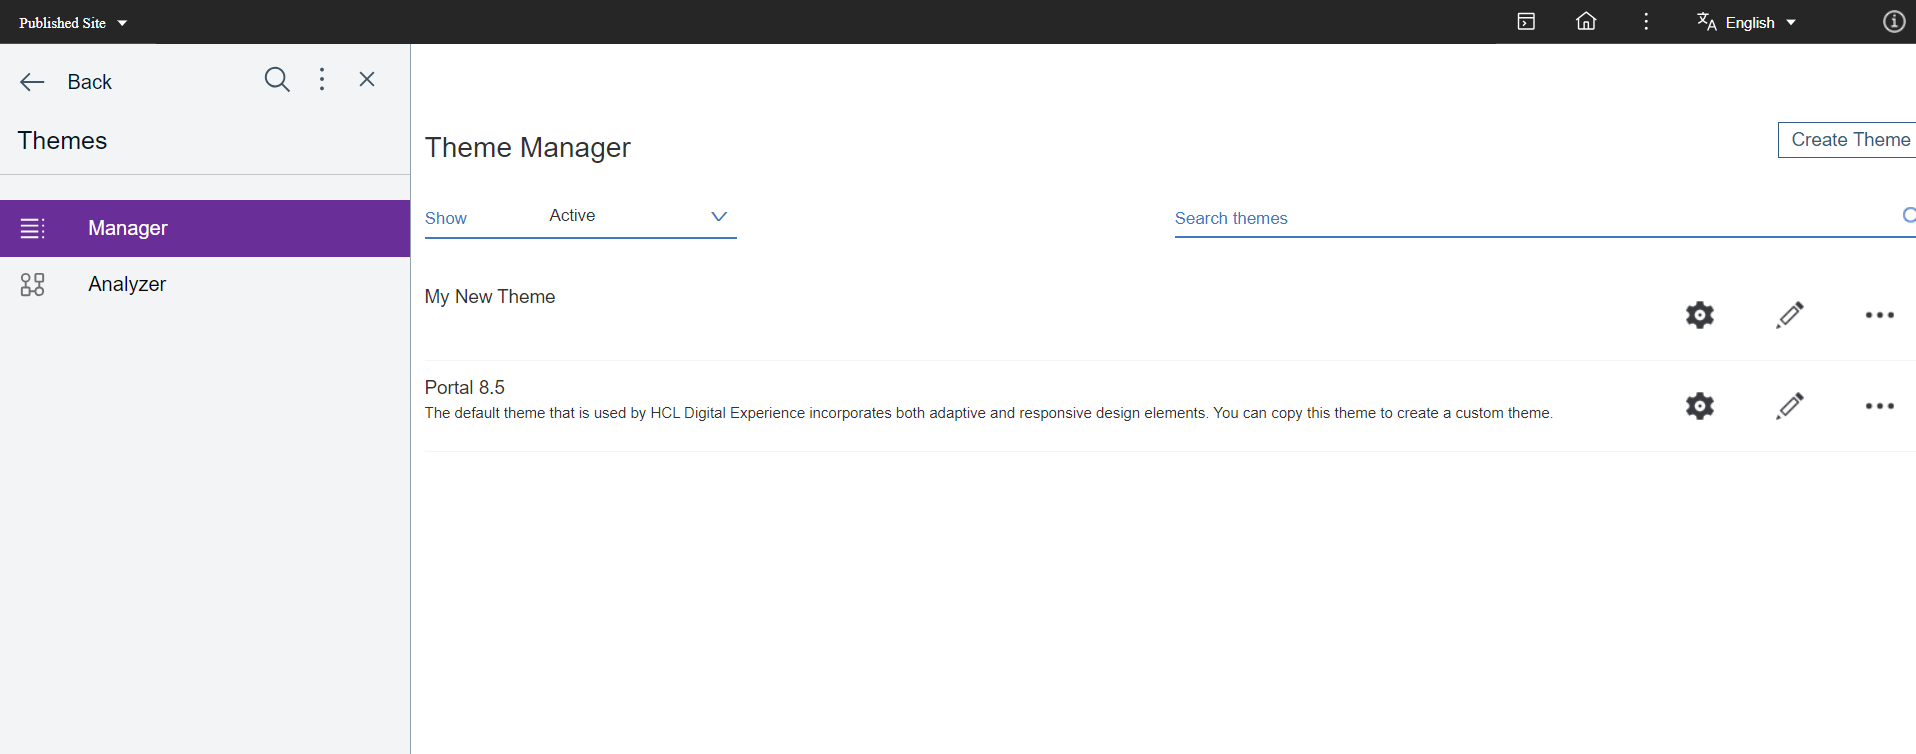 Published Site
English
Back
Themes
Manager
Analyzer
Theme Manager
Create Theme
Show
Active
Search themes
My New Theme
Portal 8.5
The default theme that is used by HCL Digital Experience incorporates both adaptive and responsive design elements. You can copy this theme to create a custom theme.